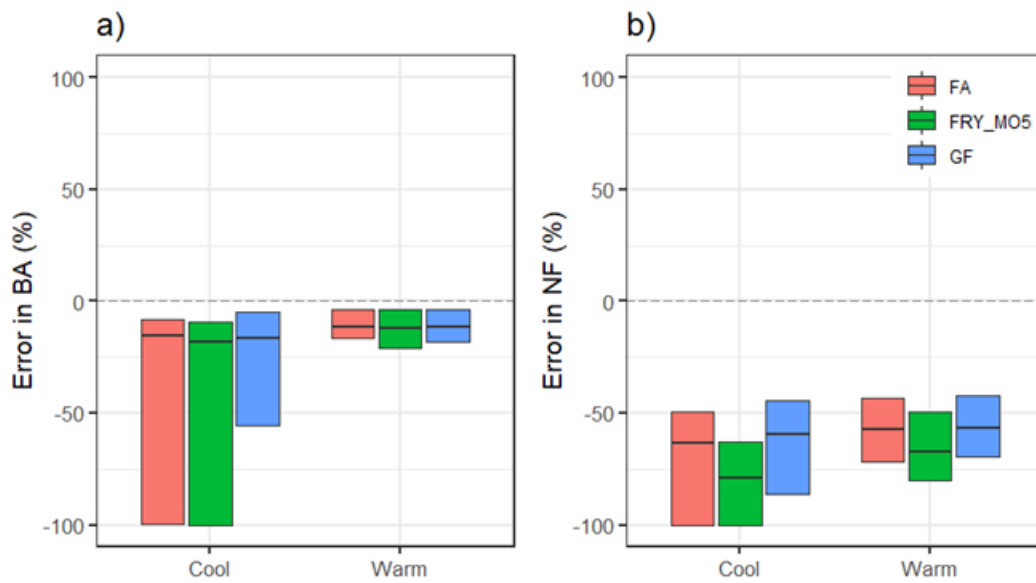 a)
Error in BA (%)
100
50
0
-50
-100
Cool Warm
b)
Error in NF (%)
100
50
0
-50
-100
Cool Warm
FA
FRY_MO5
GF